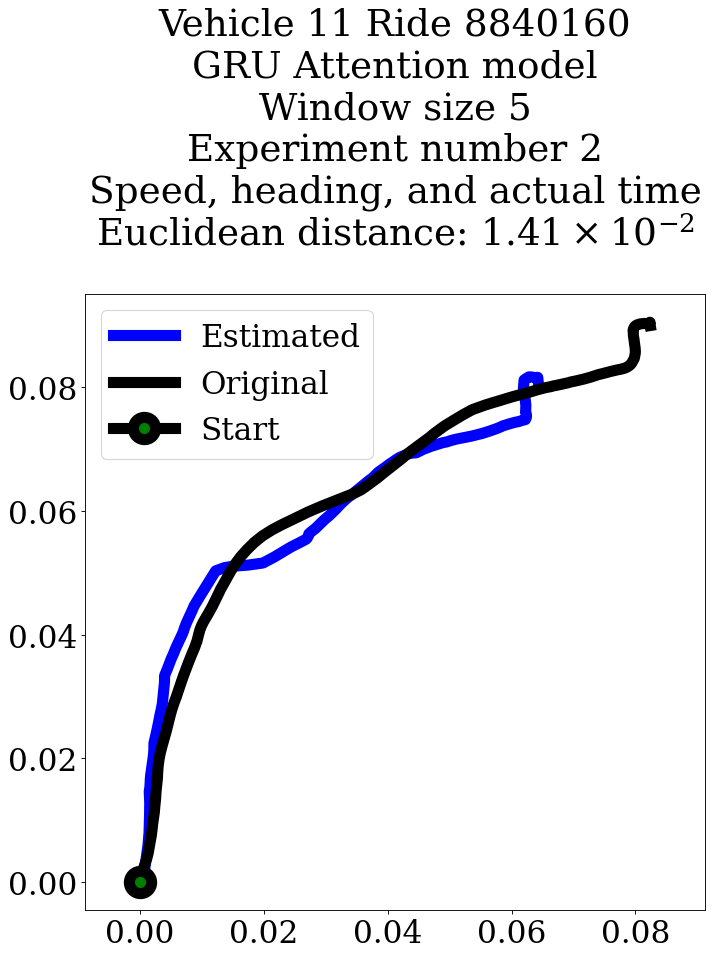 Vehicle 11 Ride 8840160
GRU Attention model
Window size 5
Experiment number 2
Speed, heading, and actual time
Euclidean distance: 1.41 × 10⁻²
Estimated
Original
Start
0.08
0.06
0.04
0.02
0.00
0.00 0.02 0.04 0.06 0.08